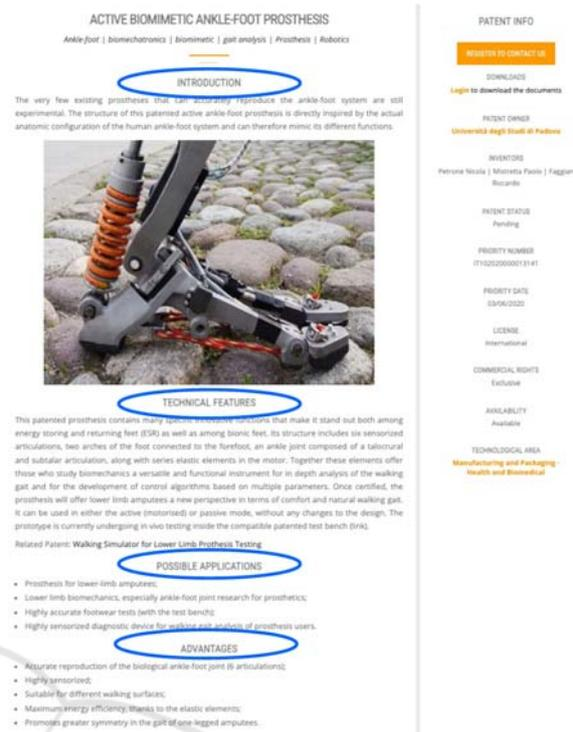 ACTIVE BIOMIMETIC ANKLE-FOOT PROSTHESIS
Ankle-foot | biomechatronics | biomimetic | gait analysis | Prosthesis | Robotics
INTRODUCTION
The very few existing prostheses that can accurately reproduce the ankle-foot system are still
experimental. The structure of this patented active ankle-foot prosthesis is directly inspired by the actual
anatomic configuration of the human ankle-foot system and can therefore mimic its different functions.
TECHNICAL FEATURES
This patented prosthesis contains many specific innovative functions that make it stand out both among
energy storing and returning feet (ESR) as well as among bionic feet. Its structure includes six sensorized
articulations, two arches of the foot connected to the forefoot, an ankle joint composed of a talocrural
and subtalar articulation, along with series elastic elements in the motor. Together these elements offer
those who study biomechanics a versatile and functional instrument for in depth analysis of the walking
gait and for the development of control algorithms based on multiple parameters. Once certified, the
prosthesis will offer lower limb amputees a new perspective in terms of comfort and natural walking gait.
It can be used in either the active (motorised) or passive mode, without any changes to the design. The
prototype is currently undergoing in vivo testing inside the compatible patented test bench (link).
Related Patent: Walking Simulator for Lower Limb Prothesis Testing
POSSIBLE APPLICATIONS
• Prosthesis for lower-limb amputees;
• Lower limb biomechanics, especially ankle-foot joint research for prosthetics;
• Highly accurate footwear tests (with the test bench);
• Highly sensorized diagnostic device for walking gait analysis of prosthesis users.
ADVANTAGES
• Accurate reproduction of the biological ankle-foot joint (6 articulations);
• Highly sensorized;
• Suitable for different walking surfaces;
• Maximum energy efficiency, thanks to the elastic elements;
• Promotes greater symmetry in the gait of one-legged amputees.
PATENT INFO
REGISTER TO CONTACT US
DOWNLOADS
Login to download the documents
PATENT OWNER
Università degli Studi di Padova
INVENTORS
Petrone Nicola | Mistretta Paolo | Faggian
Riccardo
PATENT STATUS
Pending
PRIORITY NUMBER
IT102020000013141
PRIORITY DATE
03/06/2020
LICENSE
International
COMMERCIAL RIGHTS
Exclusive
AVAILABILITY
Available
TECHNOLOGICAL AREA
Manufacturing and Packaging -
Health and Biomedical